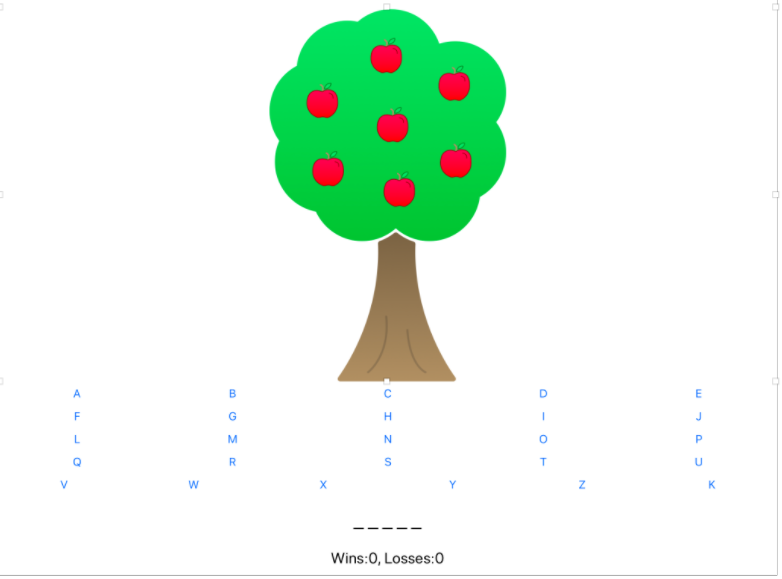 A B C D E
F G H I J
L M N O P
Q R S T U
V W X Y Z K
_ _ _ _ _
Wins:0, Losses:0